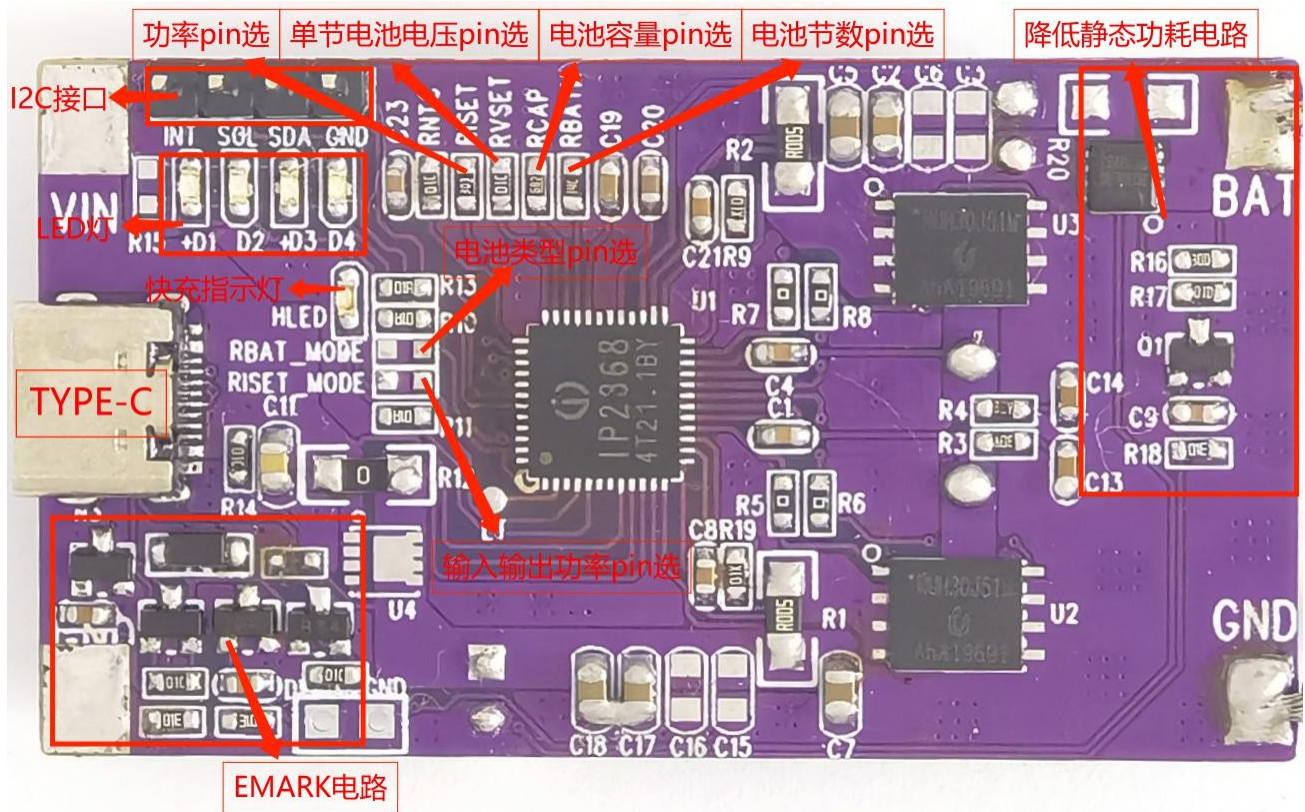 功率pin选 单节电池电压pin选 电池容量pin选 电池节数pin选 降低静态功耗电路
I2C接口
INT SCL SDA GND
C23 RISET RVSET RCAP RBAT C19 C20
C5 C2 C6 C3
R2 R005
R20
BAT
VIN
LED灯
R15 +D1 D2 +D3 D4
C21 R9
U3
电池类型pin选
快充指示灯
HLED
R13
R10
U1
R7 R8
R16
R17
Q1
RBAT_MODE
RISET_MODE
IP2368
4T21.1BY
C4
C1
C14
C9
R4
R3
R18
C13
TYPE-C
C11
R11
R12 0
R14
R5 R6
C8 R19
输入输出功率pin选
U4
R005 R1
U2
GND
C18 C17 C16 C15 C7
EMARK电路